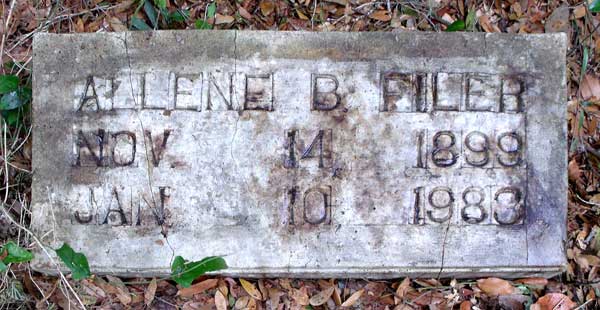 ALLENE B. FILER
NOV. 14, 1899
JAN 10 1983